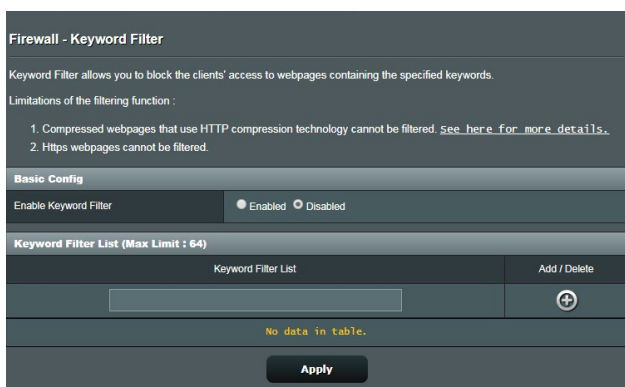 Firewall - Keyword Filter
Keyword Filter allows you to block the clients' access to webpages containing the specified keywords.
Limitations of the filtering function :
1. Compressed webpages that use HTTP compression technology cannot be filtered. See here for more details.
2. Https webpages cannot be filtered.
Basic Config
Enable Keyword Filter Enabled Disabled
Keyword Filter List (Max Limit : 64)
Keyword Filter List Add / Delete
No data in table.
Apply